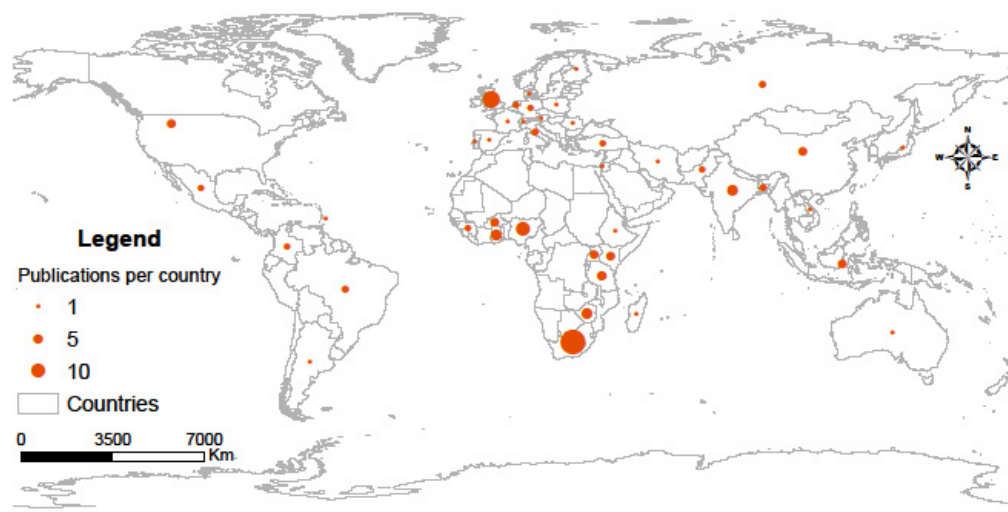 N
W E
S
Legend
Publications per country
1
5
10
Countries
0 3500 7000
Km